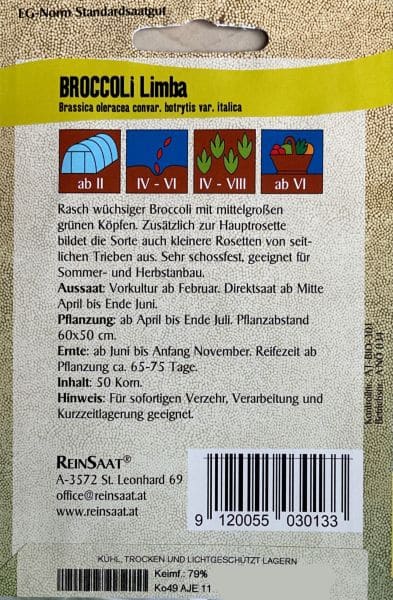 EG-Norm Standardsaatgut
BROCCOLi Limba
Brassica oleracea convar. botrytis var. italica
ab II
IV - VI
IV - VIII
ab VI
Rasch wüchsiger Broccoli mit mittelgroßen
grünen Köpfen. Zusätzlich zur Hauptrosette
bildet die Sorte auch kleinere Rosetten von seit-
lichen Trieben aus. Sehr schossfest, geeignet für
Sommer- und Herbstanbau.
Aussaat: Vorkultur ab Februar. Direktsaat ab Mitte
April bis Ende Juni.
Pflanzung: ab April bis Ende Juli. Pflanzabstand
60x50 cm.
Ernte: ab Juni bis Anfang November. Reifezeit ab
Pflanzung ca. 65-75 Tage.
Inhalt: 50 Korn.
Hinweis: Für sofortigen Verzehr, Verarbeitung und
Kurzzeitlagerung geeignet.
Kontrollnr.: AT-BIO-301
Betriebsnr.: ANO 034
REINSAAT®
A-3572 St. Leonhard 69
office@reinsaat.at
www.reinsaat.at
9 120055 030133
KÜHL, TROCKEN UND LICHTGESCHÜTZT LAGERN
Keimf.: 79%
Ko49 AJE 11